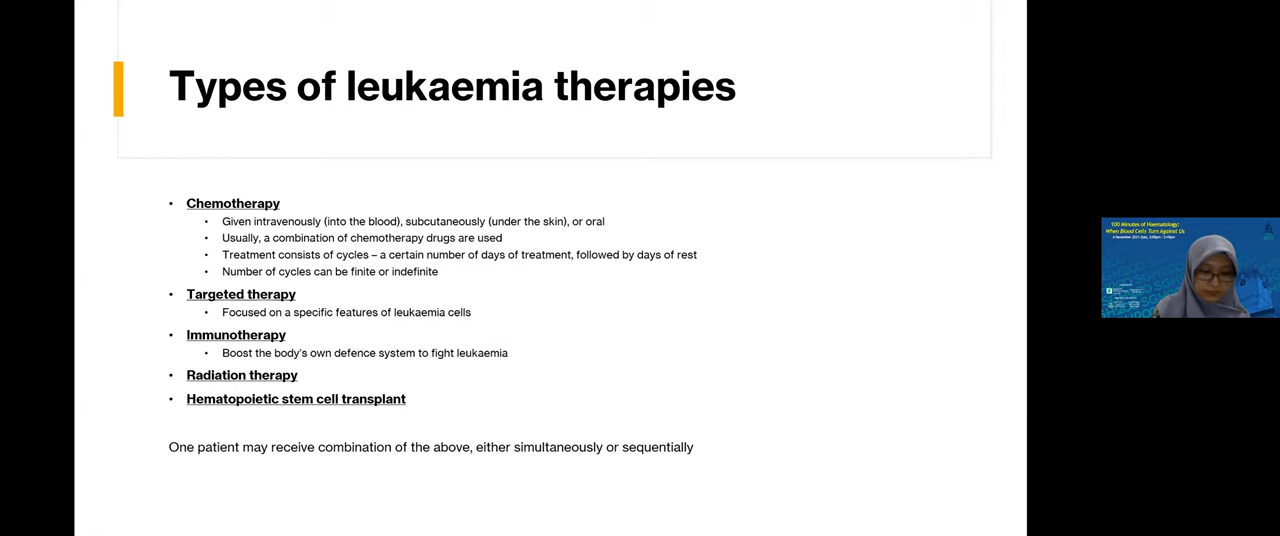 Types of leukaemia therapies
• Chemotherapy
• Given intravenously (into the blood), subcutaneously (under the skin), or oral
• Usually, a combination of chemotherapy drugs are used
• Treatment consists of cycles – a certain number of days of treatment, followed by days of rest
• Number of cycles can be finite or indefinite
• Targeted therapy
• Focused on a specific features of leukaemia cells
• Immunotherapy
• Boost the body's own defence system to fight leukaemia
• Radiation therapy
• Hematopoietic stem cell transplant
One patient may receive combination of the above, either simultaneously or sequentially
100 Minutes of Haematology:
When Blood Cells Turn Against Us